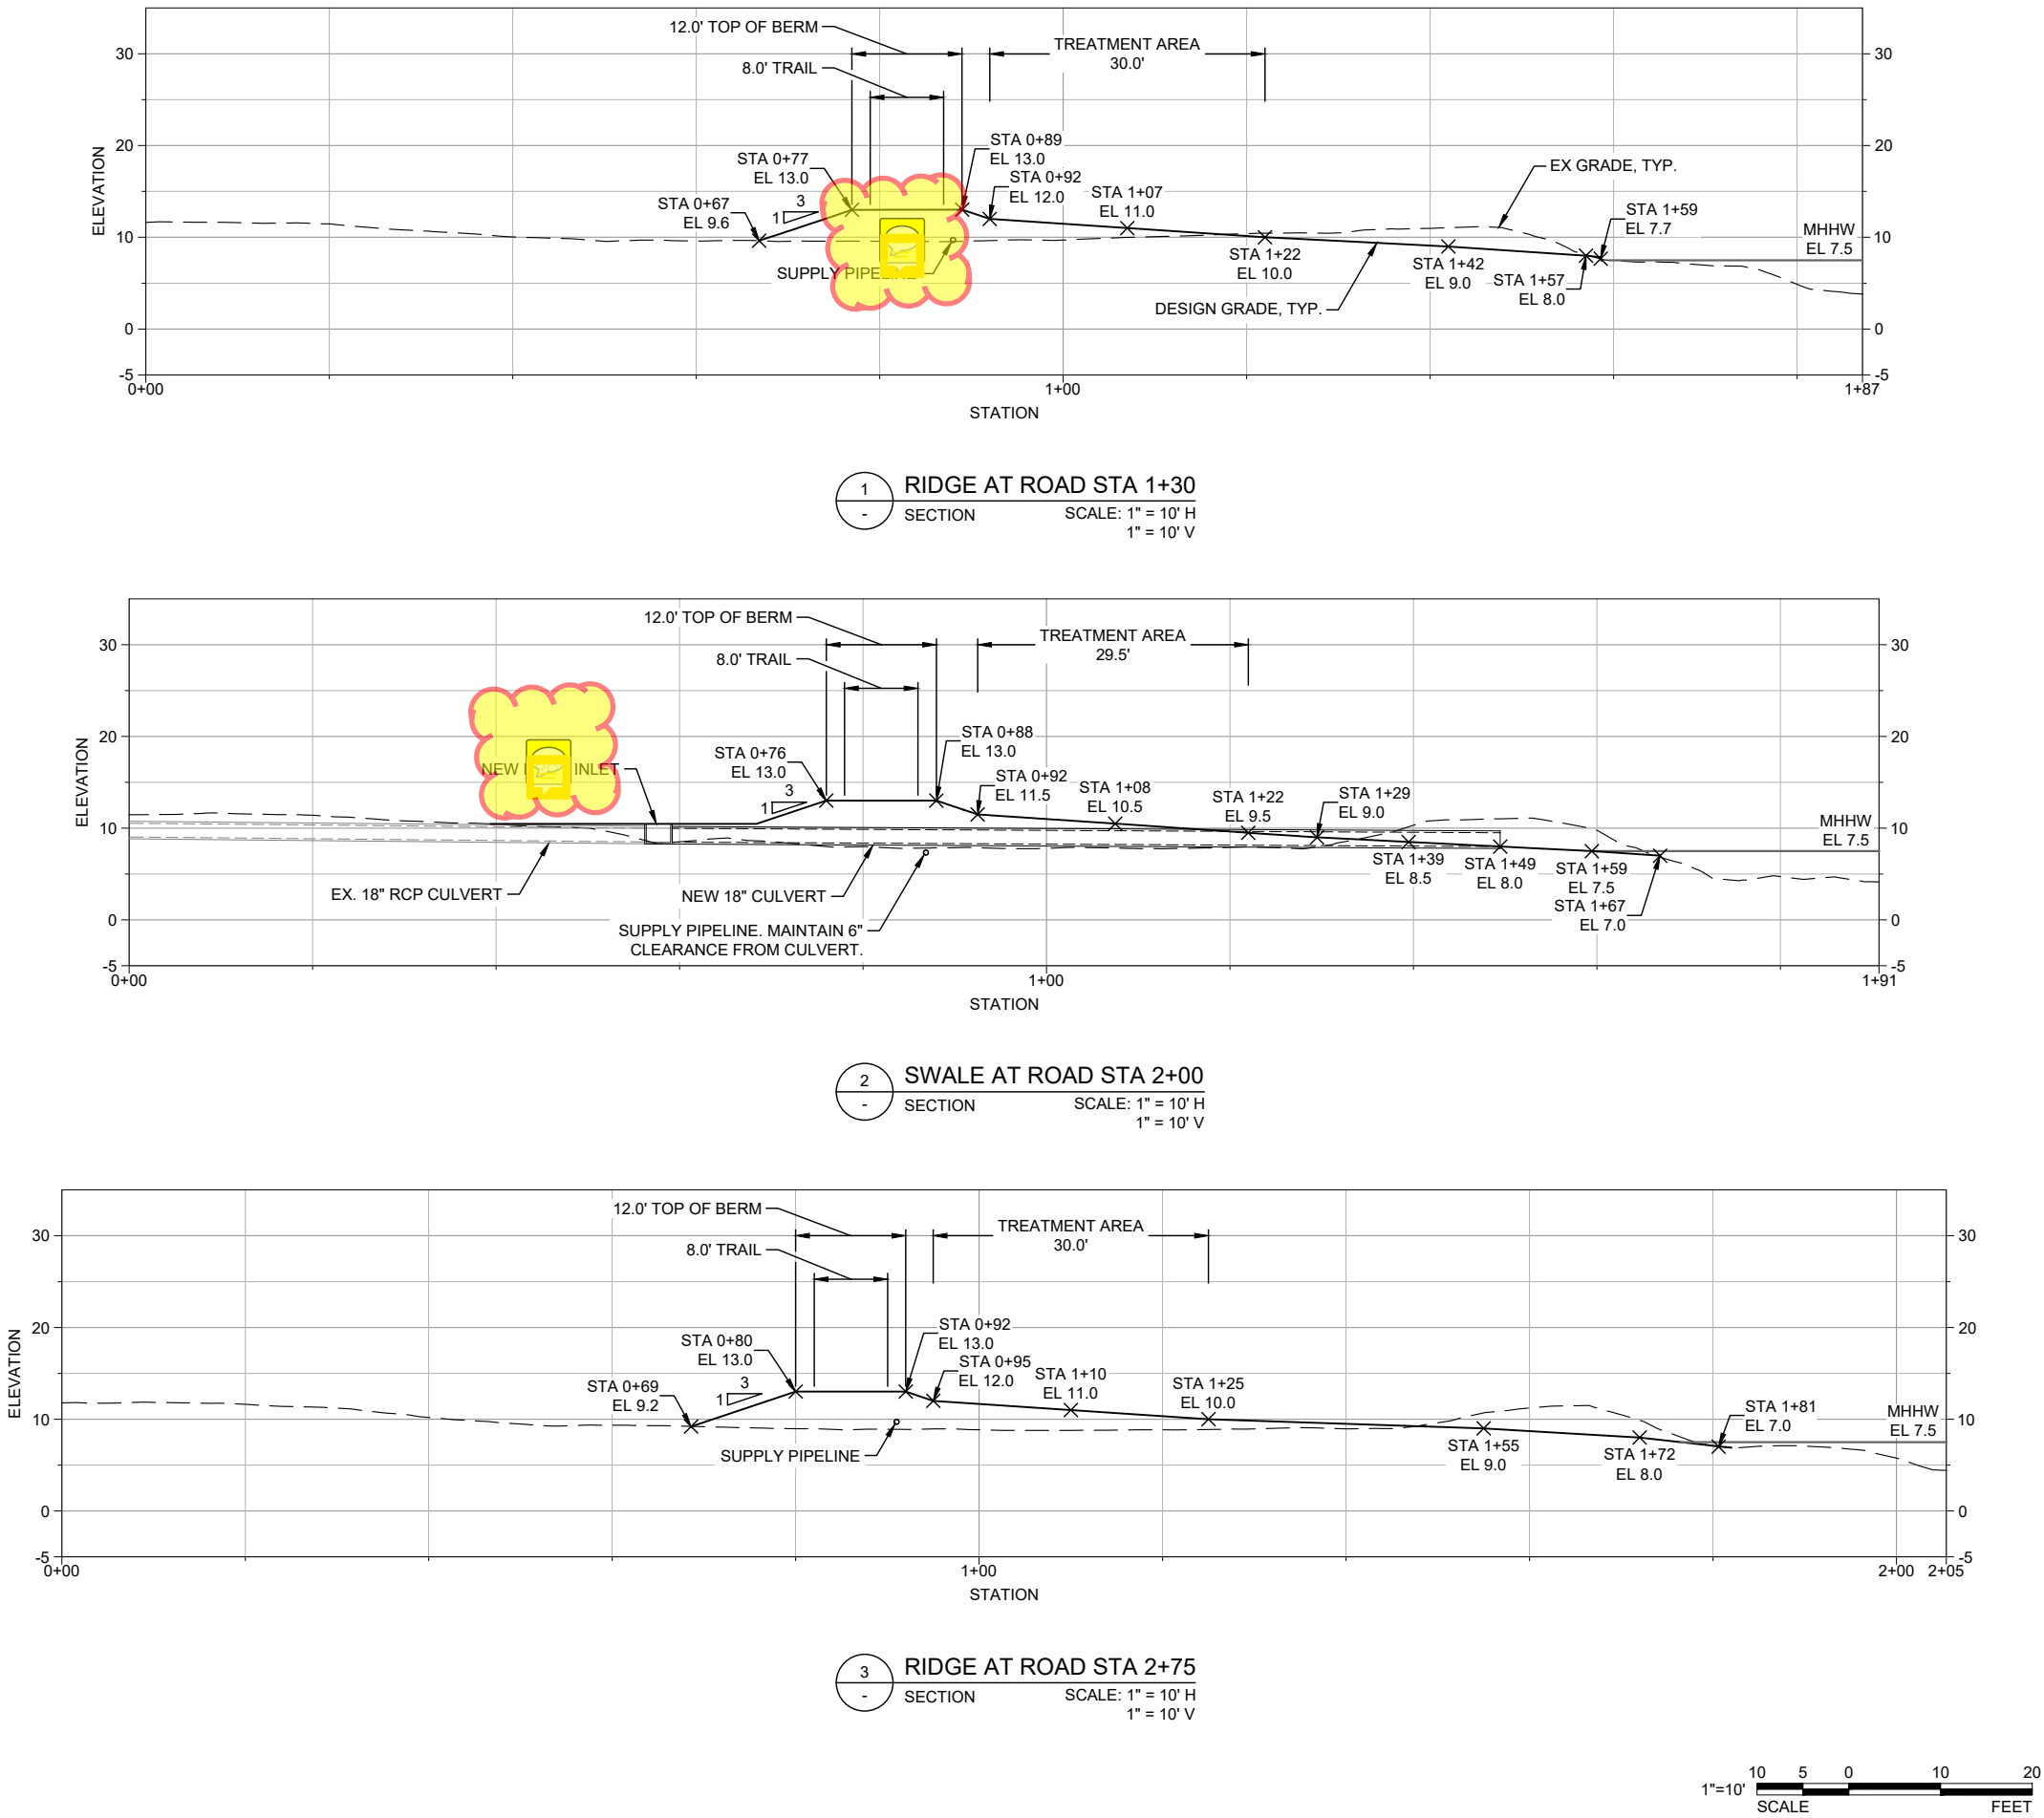 12.0' TOP OF BERM
8.0' TRAIL
TREATMENT AREA
30.0'
STA 0+67
EL 9.6
STA 0+77
EL 13.0
3
1
STA 0+89
EL 13.0
STA 0+92
EL 12.0
STA 1+07
EL 11.0
STA 1+22
EL 10.0
STA 1+42
EL 9.0
STA 1+57
EL 8.0
STA 1+59
EL 7.7
EX GRADE, TYP.
DESIGN GRADE, TYP.
MHHW
EL 7.5
SUPPLY
ELEVATION
30
20
10
0
-5
30
20
10
0
-5
0+00
1+00
1+87
STATION
1
-
RIDGE AT ROAD STA 1+30
SECTION
SCALE: 1" = 10' H
1" = 10' V
12.0' TOP OF BERM
8.0' TRAIL
TREATMENT AREA
29.5'
NEW INLET
STA 0+76
EL 13.0
3
1
STA 0+88
EL 13.0
STA 0+92
EL 11.5
STA 1+08
EL 10.5
STA 1+22
EL 9.5
STA 1+29
EL 9.0
STA 1+39
EL 8.5
STA 1+49
EL 8.0
STA 1+59
EL 7.5
STA 1+67
EL 7.0
MHHW
EL 7.5
EX. 18" RCP CULVERT
NEW 18" CULVERT
SUPPLY PIPELINE. MAINTAIN 6"
CLEARANCE FROM CULVERT.
ELEVATION
30
20
10
0
-5
30
20
10
0
-5
0+00
1+00
1+91
STATION
2
-
SWALE AT ROAD STA 2+00
SECTION
SCALE: 1" = 10' H
1" = 10' V
12.0' TOP OF BERM
8.0' TRAIL
TREATMENT AREA
30.0'
STA 0+69
EL 9.2
STA 0+80
EL 13.0
3
1
STA 0+92
EL 13.0
STA 0+95
EL 12.0
STA 1+10
EL 11.0
STA 1+25
EL 10.0
STA 1+55
EL 9.0
STA 1+72
EL 8.0
STA 1+81
EL 7.0
MHHW
EL 7.5
SUPPLY PIPELINE
ELEVATION
30
20
10
0
-5
30
20
10
0
-5
0+00
1+00
2+00
2+05
STATION
3
-
RIDGE AT ROAD STA 2+75
SECTION
SCALE: 1" = 10' H
1" = 10' V
10 5 0 10 20
1"=10'
SCALE FEET